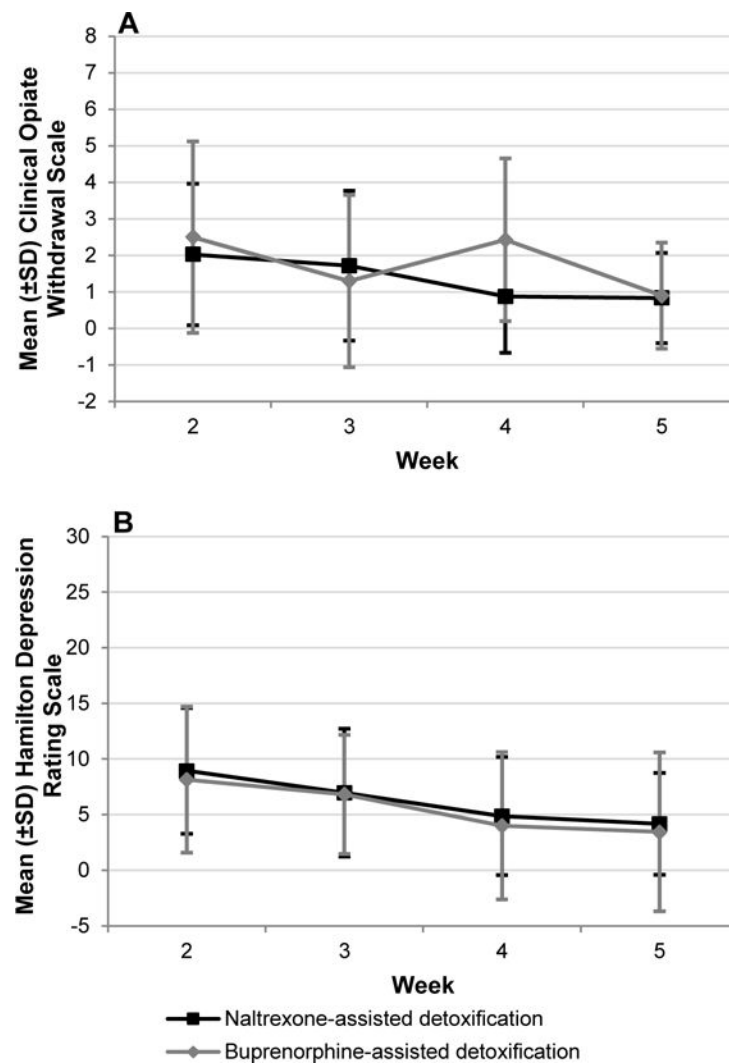 A
Mean (±SD) Clinical Opiate
Withdrawal Scale
8
7
6
5
4
3
2
1
0
-1
-2
2 3 4 5
Week
B
Mean (±SD) Hamilton Depression
Rating Scale
30
25
20
15
10
5
0
-5
2 3 4 5
Week
Naltrexone-assisted detoxification
Buprenorphine-assisted detoxification